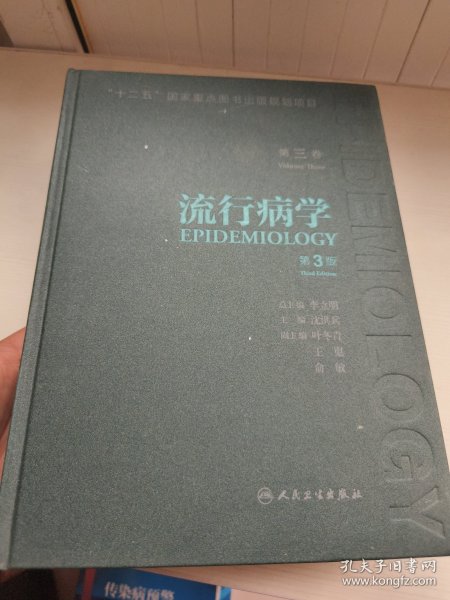 "十二五"国家重点图书出版规划项目
第三卷
Volume Three
流行病学
EPIDEMIOLOGY
第3版
Third Edition
总主编 李立明
主 编 沈洪兵
副主编 叶冬青
王 慜
俞 敏
人民卫生出版社
EPIDEMIOLOGY
传染病预警
孔夫子旧书网
www.kongfz.com